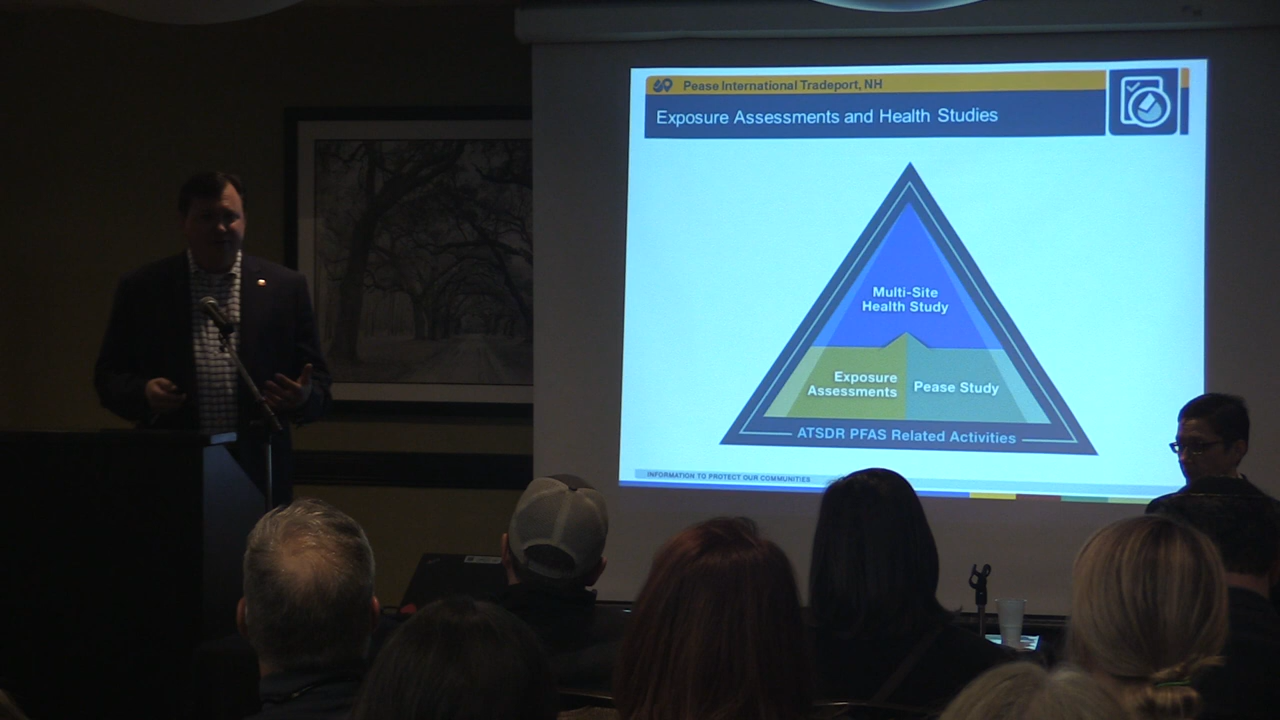 Pease International Tradeport, NH
Exposure Assessments and Health Studies
Multi-Site
Health Study
Exposure
Assessments
Pease Study
ATSDR PFAS Related Activities
INFORMATION TO PROTECT OUR COMMUNITIES